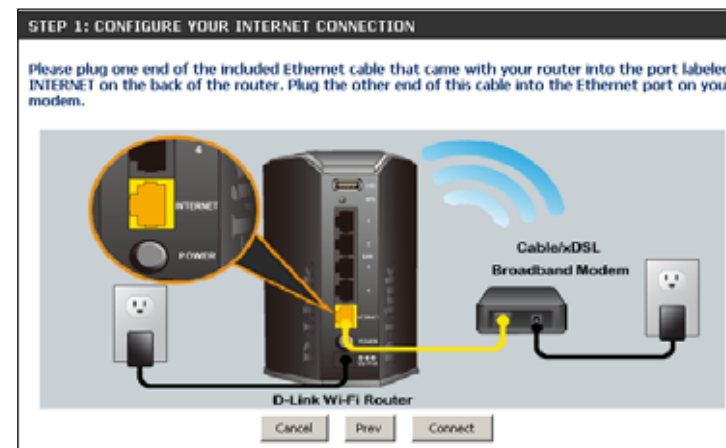 STEP 1: CONFIGURE YOUR INTERNET CONNECTION
Please plug one end of the included Ethernet cable that came with your router into the port labeled
INTERNET on the back of the router. Plug the other end of this cable into the Ethernet port on you
modem.
4
INTERNET
POWER
Cable/xDSL
Broadband Modem
D-Link Wi-Fi Router
Cancel
Prev
Connect